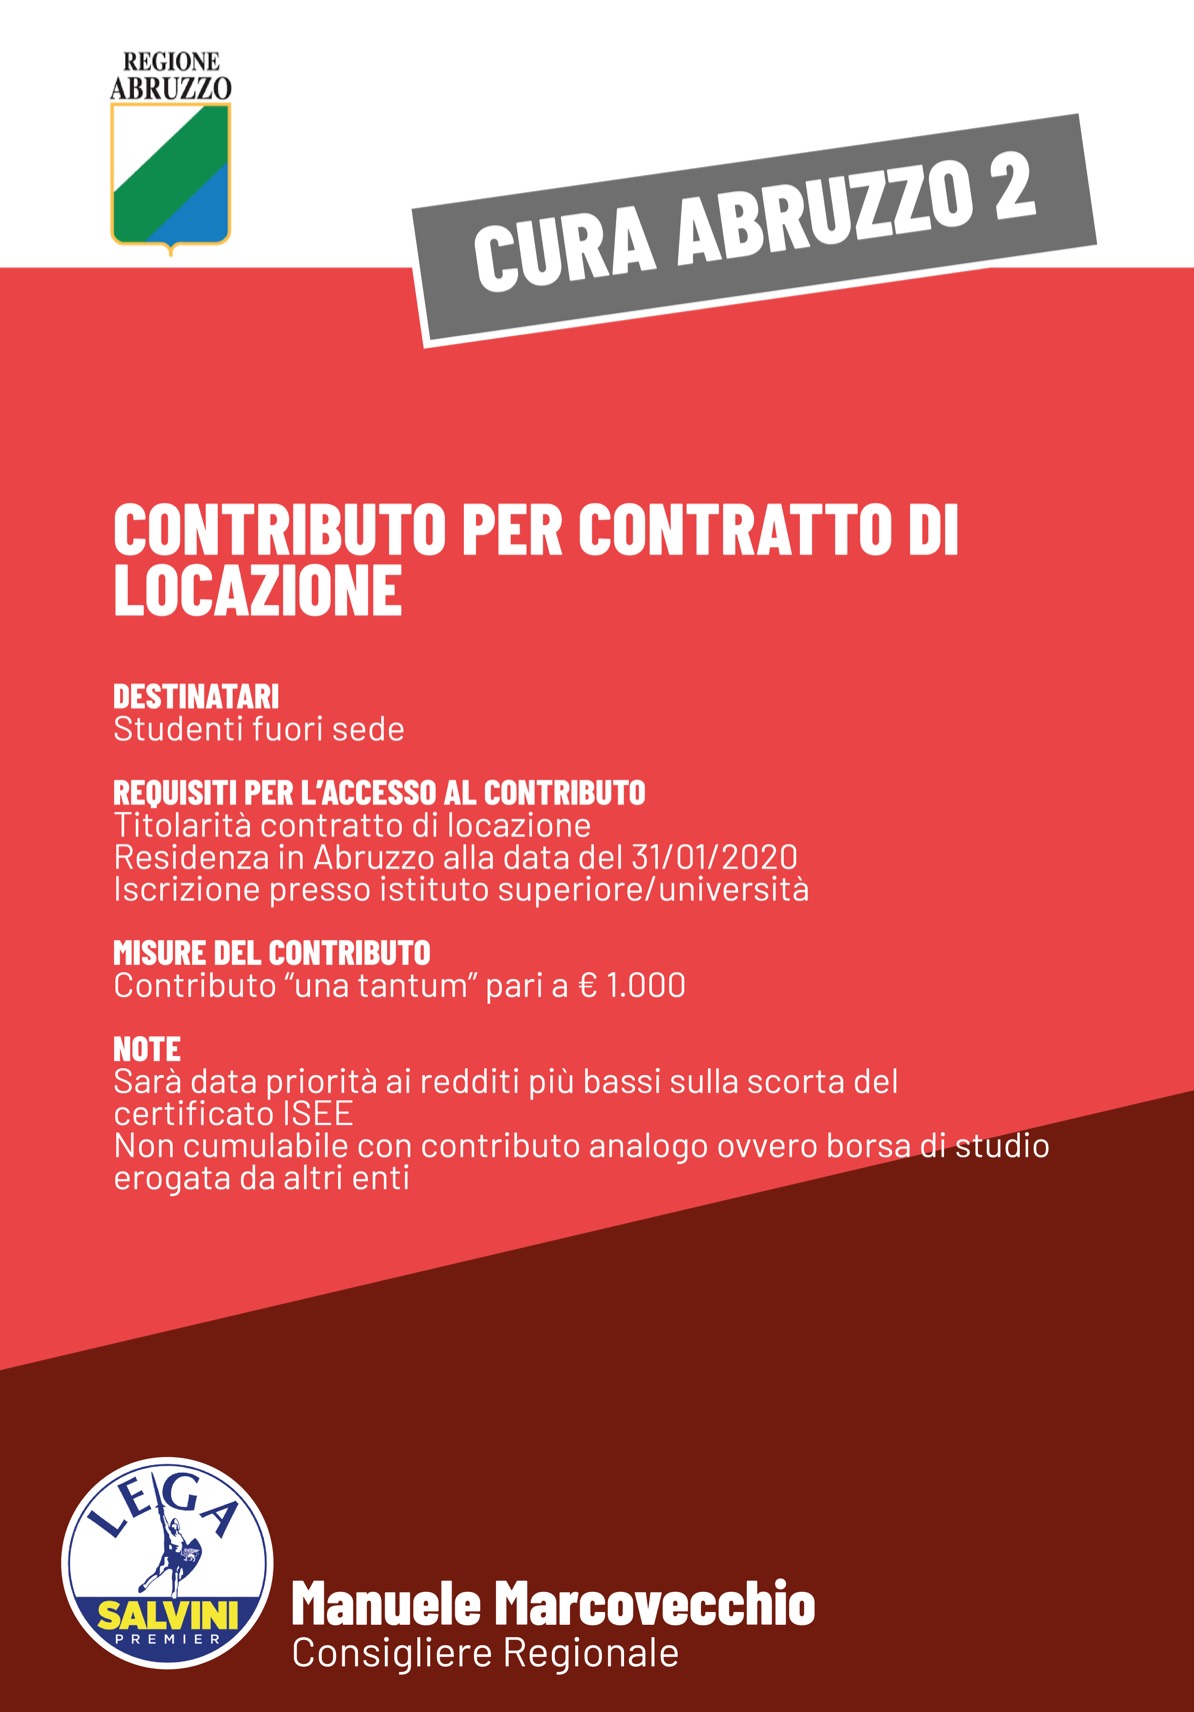 REGIONE
ABRUZZO
CURA ABRUZZO 2
CONTRIBUTO PER CONTRATTO DI
LOCAZIONE
DESTINATARI
Studenti fuori sede
REQUISITI PER L’ACCESSO AL CONTRIBUTO
Titolarità contratto di locazione
Residenza in Abruzzo alla data del 31/01/2020
Iscrizione presso istituto superiore/università
MISURE DEL CONTRIBUTO
Contributo “una tantum” pari a € 1.000
NOTE
Sarà data priorità ai redditi più bassi sulla scorta del
certificato ISEE
Non cumulabile con contributo analogo ovvero borsa di studio
erogata da altri enti
LEGA
SALVINI
PREMIER
Manuele Marcovecchio
Consigliere Regionale